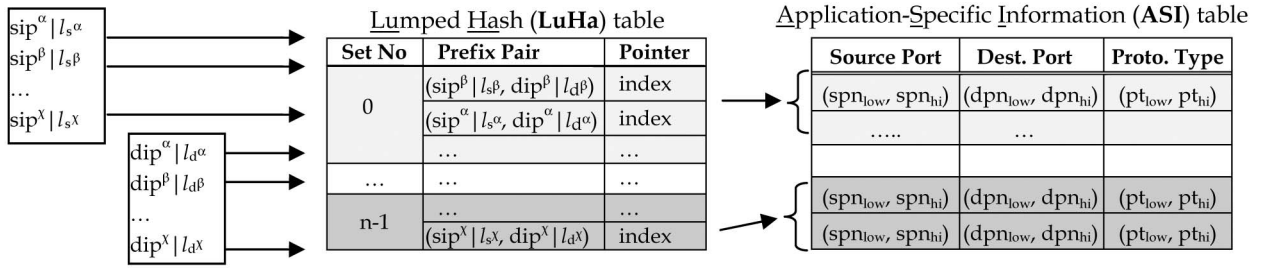 sip^α|l_s^α
sip^β|l_s^β
…
sip^χ|l_s^χ
dip^α|l_d^α
dip^β|l_d^β
…
dip^χ|l_d^χ
Lumped Hash (LuHa) table
Set No Prefix Pair Pointer
0
(sip^β|l_s^β, dip^β|l_d^β) index
(sip^α|l_s^α, dip^α|l_d^α) index
… …
… … …
n-1
… …
(sip^χ|l_s^χ, dip^χ|l_d^χ) index
Application-Specific Information (ASI) table
Source Port Dest. Port Proto. Type
(spn_low, spn_hi) (dpn_low, dpn_hi) (pt_low, pt_hi)
….. …
(spn_low, spn_hi) (dpn_low, dpn_hi) (pt_low, pt_hi)
(spn_low, spn_hi) (dpn_low, dpn_hi) (pt_low, pt_hi)